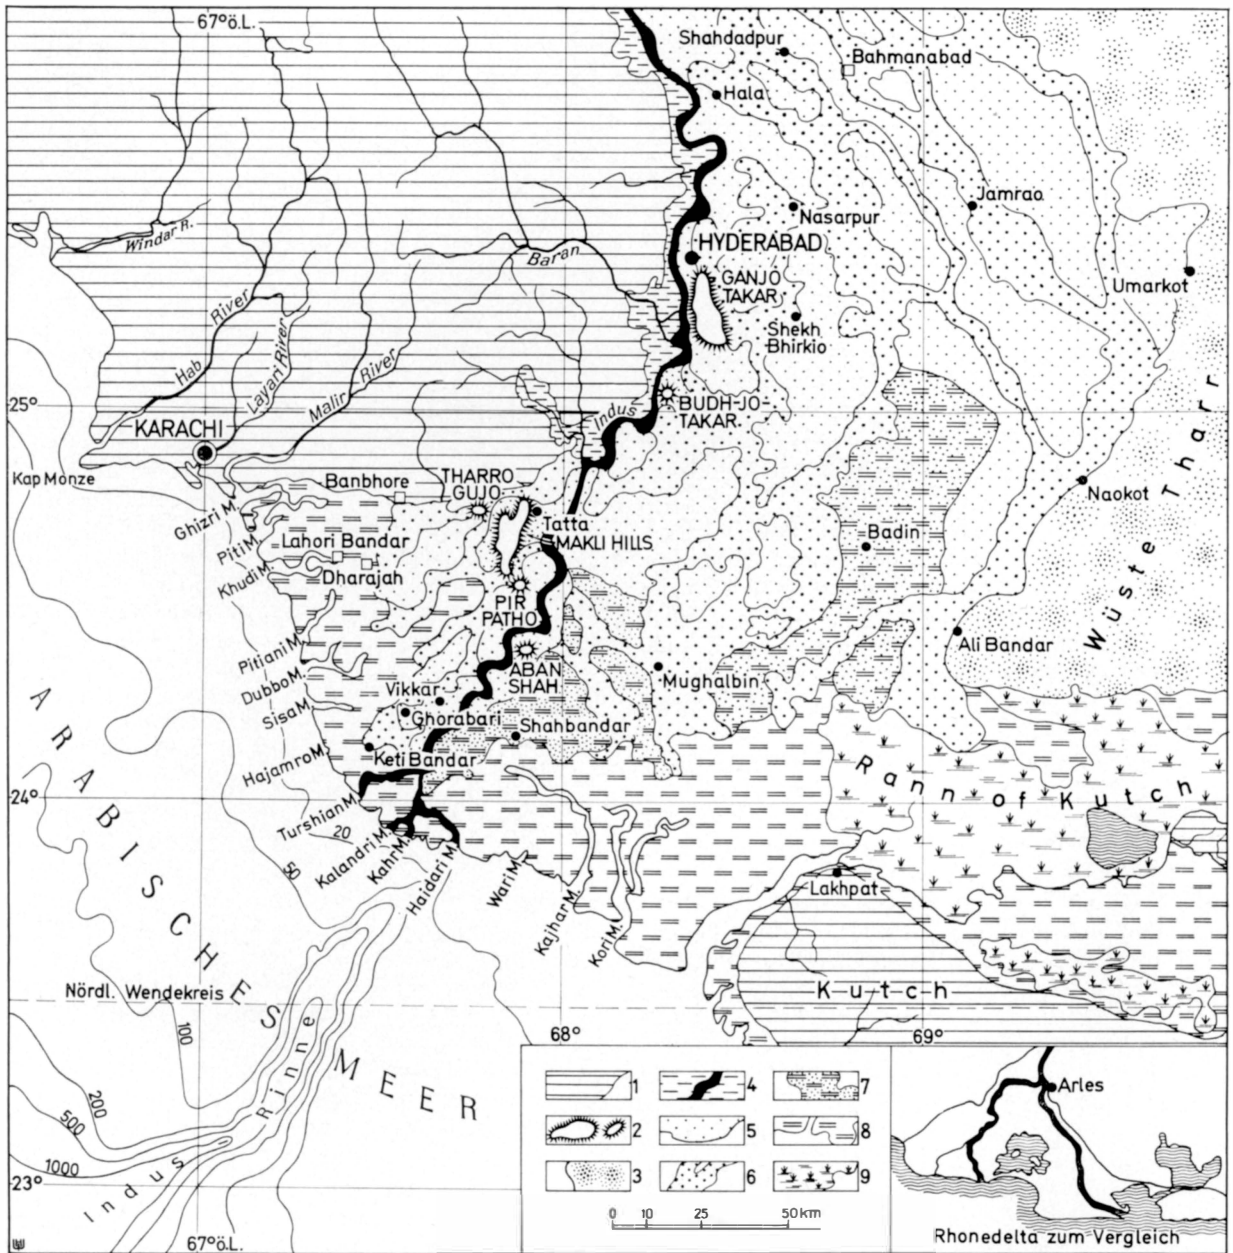 67°ö.L.
Shahdadpur
Bahmanabad
Hala
Jamrao
Nasarpur
Windar R.
HYDERABAD
Baran
GANJO
TAKAR
Umarkot
Shekh
Bhirkio
Hab River
Layari River
Malir River
25°
Indus
BUDH-JO-
TAKAR
KARACHI
Wüste Tharr
Kap Monze
Banbhore
THARRO
GUJO
Naokot
Ghizri M.
Tatta
MAKLI HILLS
Badin
Piti M.
Lahori Bandar
Khudi M.
Dharajah
PIR
PATHO
Pitiani M.
Ali Bandar
ABAN
SHAH
Dubbo M.
Mughalbin
Vikkar
Sisa M.
Ghorabari
Shahbandar
Hajamro M.
Keti Bandar
Rann of Kutch
24°
Turshian M.
20
Kalandri M.
Kahr M.
Haidari M.
50
Wari M.
Kajhar M.
Kori M.
Lakhpat
ARABISCHES MEER
Nördl. Wendekreis
Kutch
100
68°
69°
Indus Rinne
200
500
1000
23°
67°ö.L.
1
4
7
2
5
8
3
6
9
0 10 25 50 km
Arles
Rhonedelta zum Vergleich